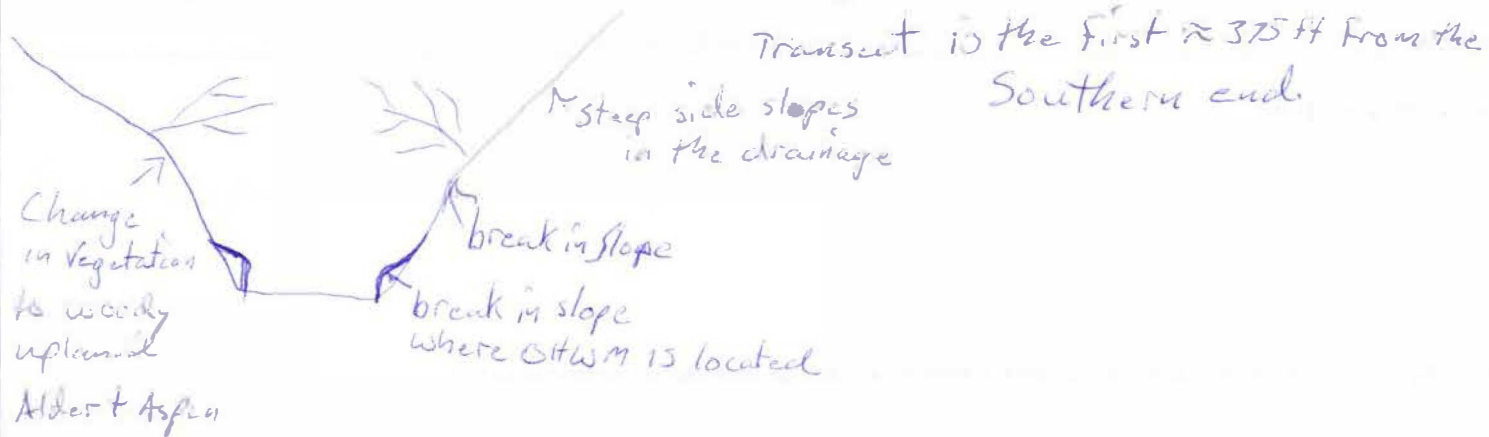 Transect is the first ≈ 375 ft from the
Southern end.
Steep side slopes
in the drainage
Change
in vegetation
to woody
upland
Alder + Aspen
break in slope
break in slope
where OHWM is located